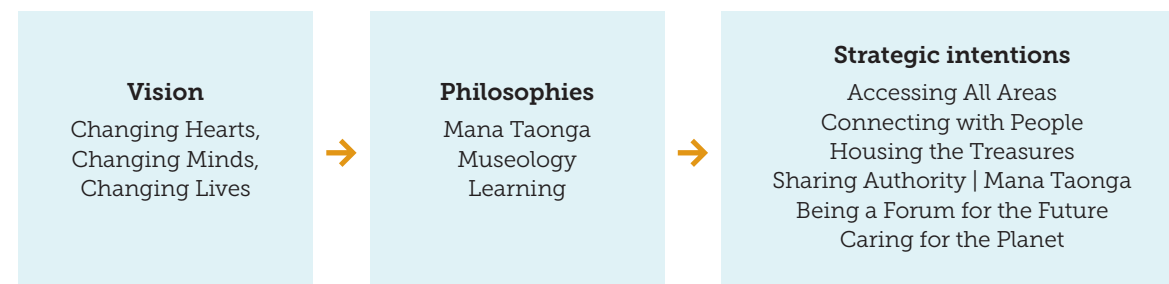 Vision
Changing Hearts,
Changing Minds,
Changing Lives
Philosophies
Mana Taonga
Museology
Learning
Strategic intentions
Accessing All Areas
Connecting with People
Housing the Treasures
Sharing Authority | Mana Taonga
Being a Forum for the Future
Caring for the Planet